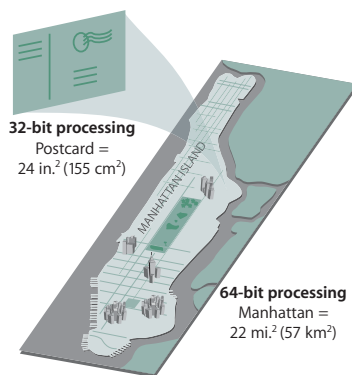 32-bit processing
Postcard =
24 in.² (155 cm²)
MANHATTAN ISLAND
64-bit processing
Manhattan =
22 mi.² (57 km²)